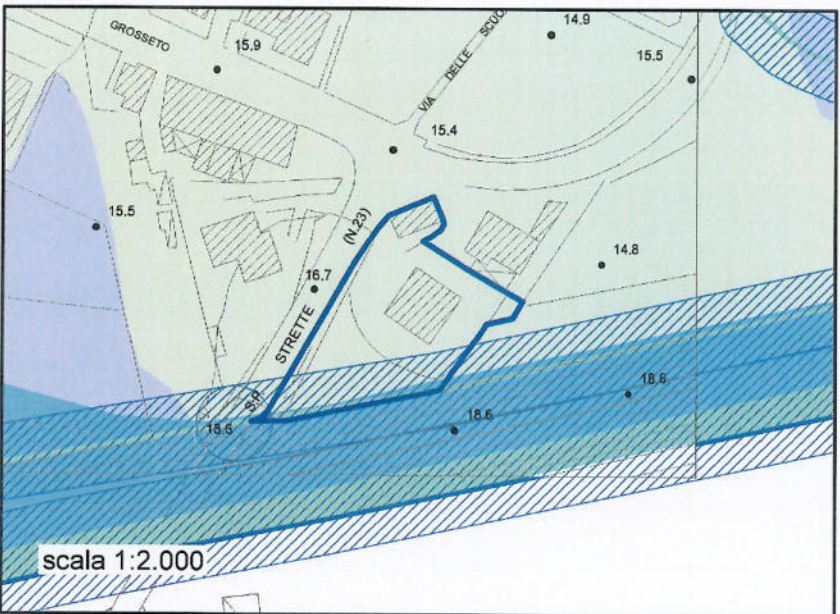 GROSSETO
15.9
14.9
VIA DELLE SCUO
15.5
15.4
15.5
(N.23)
14.8
16.7
STRETTE
S.P.
18.6
18.6
18.6
scala 1:2.000